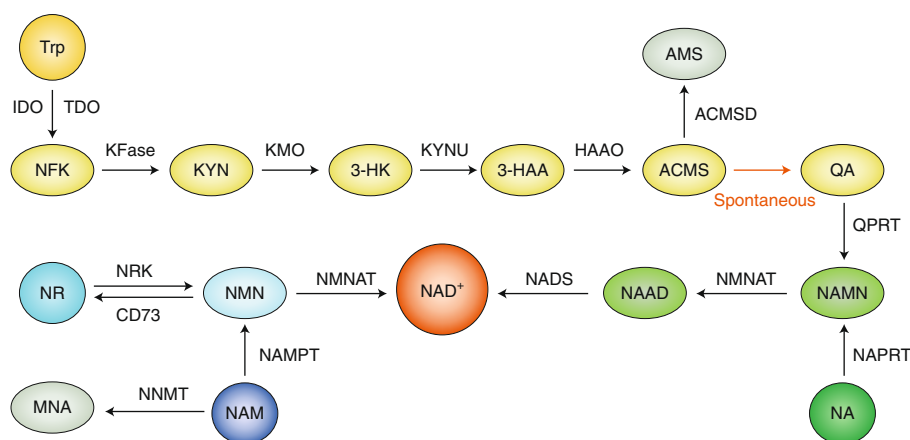 Trp
AMS
IDO
TDO
ACMSD
KFase
KMO
KYNU
HAAO
NFK
KYN
3-HK
3-HAA
ACMS
QA
Spontaneous
QPRT
NRK
NR
CD73
NMN
NMNAT
NAD+
NADS
NAAD
NMNAT
NAMN
NAMPT
NAPRT
MNA
NNMT
NAM
NA